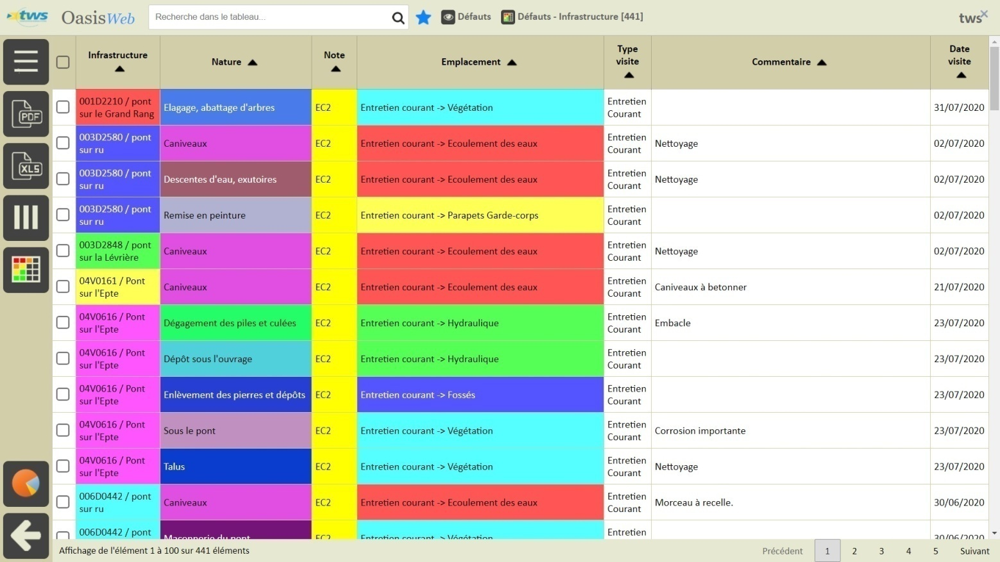 tws
OasisWeb
Recherche dans le tableau...
Défauts
Défauts - Infrastructure [441]
tws
PDF
XLS
Infrastructure
Nature
Note
Emplacement
Type visite
Commentaire
Date visite
001D2210 / pont sur le Grand Rang
Elagage, abattage d'arbres
EC2
Entretien courant -> Végétation
Entretien Courant
31/07/2020
003D2580 / pont sur ru
Caniveaux
EC2
Entretien courant -> Ecoulement des eaux
Entretien Courant
Nettoyage
02/07/2020
003D2580 / pont sur ru
Descentes d'eau, exutoires
EC2
Entretien courant -> Ecoulement des eaux
Entretien Courant
Nettoyage
02/07/2020
003D2580 / pont sur ru
Remise en peinture
EC2
Entretien courant -> Parapets Garde-corps
Entretien Courant
02/07/2020
003D2848 / pont sur la Lévrière
Caniveaux
EC2
Entretien courant -> Ecoulement des eaux
Entretien Courant
Nettoyage
02/07/2020
04V0161 / Pont sur l'Epte
Caniveaux
EC2
Entretien courant -> Ecoulement des eaux
Entretien Courant
Caniveaux à betonner
21/07/2020
04V0616 / Pont sur l'Epte
Dégagement des piles et culées
EC2
Entretien courant -> Hydraulique
Entretien Courant
Embacle
23/07/2020
04V0616 / Pont sur l'Epte
Dépôt sous l'ouvrage
EC2
Entretien courant -> Hydraulique
Entretien Courant
23/07/2020
04V0616 / Pont sur l'Epte
Enlèvement des pierres et dépôts
EC2
Entretien courant -> Fossés
Entretien Courant
23/07/2020
04V0616 / Pont sur l'Epte
Sous le pont
EC2
Entretien courant -> Végétation
Entretien Courant
Corrosion importante
23/07/2020
04V0616 / Pont sur l'Epte
Talus
EC2
Entretien courant -> Végétation
Entretien Courant
Nettoyage
23/07/2020
006D0442 / pont sur ru
Caniveaux
EC2
Entretien courant -> Ecoulement des eaux
Entretien Courant
Morceau à recelle.
30/06/2020
006D0442 / pont
Maçonnerie du pont
EC2
Entretien courant -> Végétation
Entretien
30/06/2020
Affichage de l'élément 1 à 100 sur 441 éléments
Précédent 1 2 3 4 5 Suivant